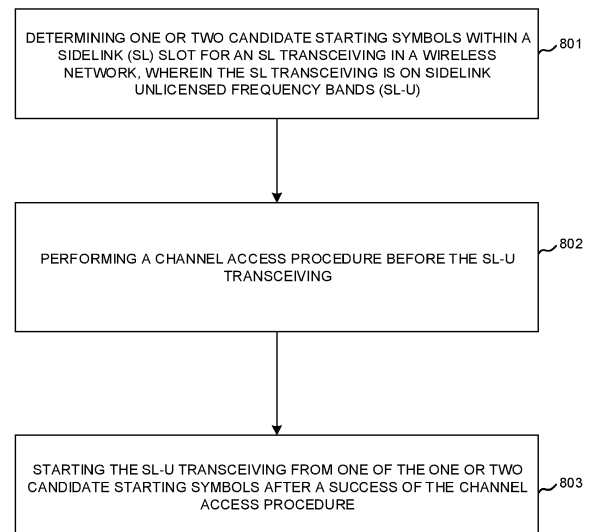 DETERMINING ONE OR TWO CANDIDATE STARTING SYMBOLS WITHIN A
SIDELINK (SL) SLOT FOR AN SL TRANSCEIVING IN A WIRELESS
NETWORK, WHEREIN THE SL TRANSCEIVING IS ON SIDELINK
UNLICENSED FREQUENCY BANDS (SL-U)
801
PERFORMING A CHANNEL ACCESS PROCEDURE BEFORE THE SL-U
TRANSCEIVING
802
STARTING THE SL-U TRANSCEIVING FROM ONE OF THE ONE OR TWO
CANDIDATE STARTING SYMBOLS AFTER A SUCCESS OF THE CHANNEL
ACCESS PROCEDURE
803